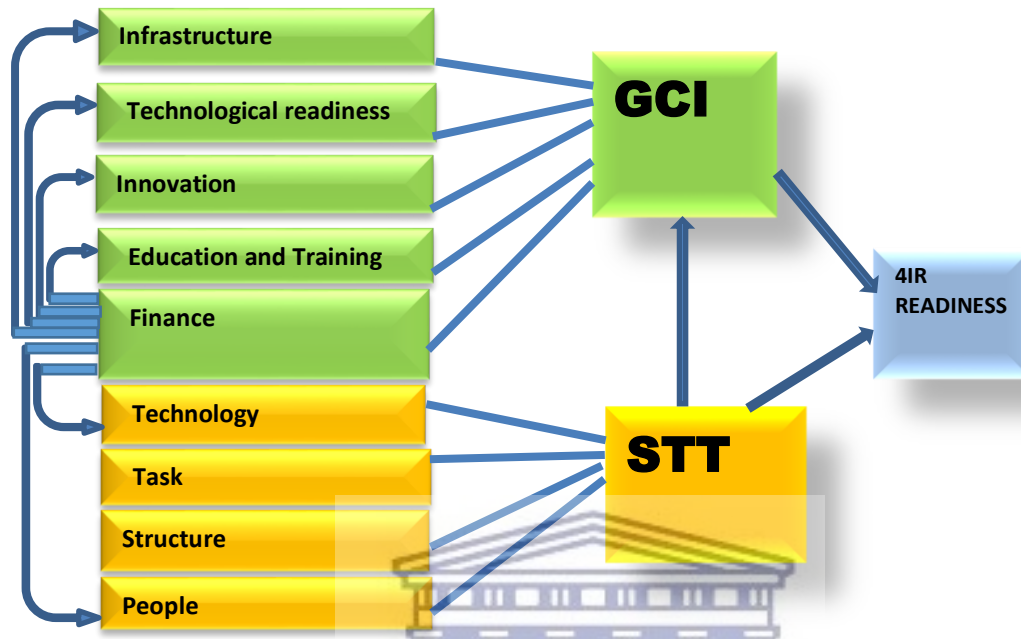 Infrastructure
Technological readiness
Innovation
Education and Training
Finance
Technology
Task
Structure
People
GCI
STT
4IR
READINESS